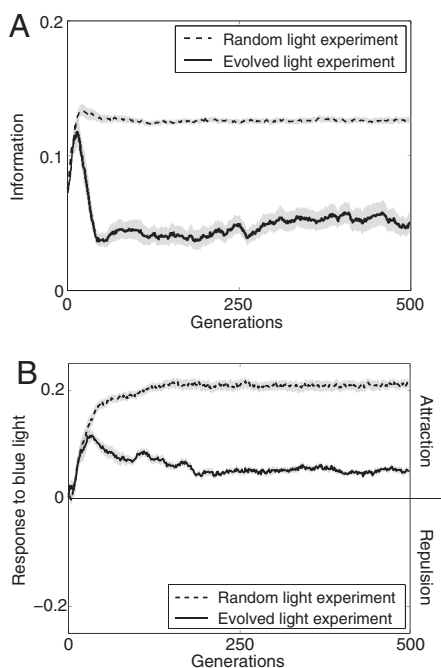 A
0.2
Random light experiment
Evolved light experiment
Information
0.1
0
0
250
500
Generations
B
0.2
Response to blue light
Attraction
0
Repulsion
−0.2
Random light experiment
Evolved light experiment
0
250
500
Generations